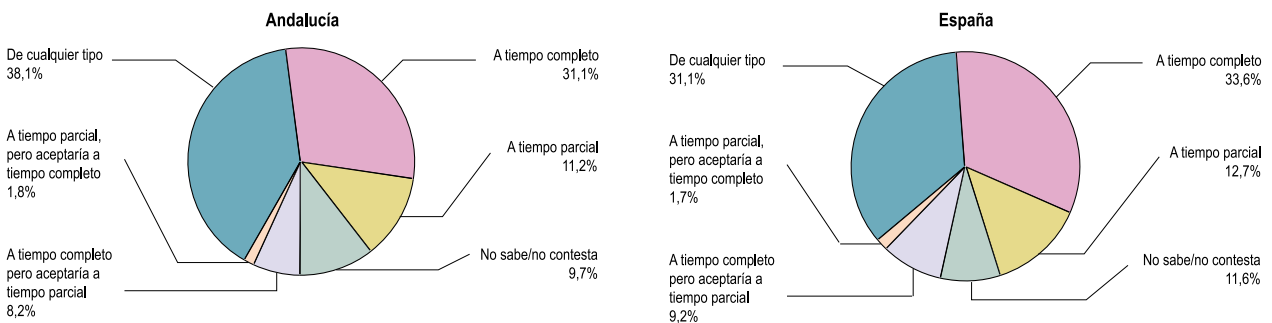 Andalucía
De cualquier tipo
38,1%
A tiempo completo
31,1%
A tiempo parcial,
pero aceptaría a
tiempo completo
1,8%
A tiempo parcial
11,2%
A tiempo completo
pero aceptaría a
tiempo parcial
8,2%
No sabe/no contesta
9,7%
España
De cualquier tipo
31,1%
A tiempo completo
33,6%
A tiempo parcial,
pero aceptaría a
tiempo completo
1,7%
A tiempo parcial
12,7%
A tiempo completo
pero aceptaría a
tiempo parcial
9,2%
No sabe/no contesta
11,6%